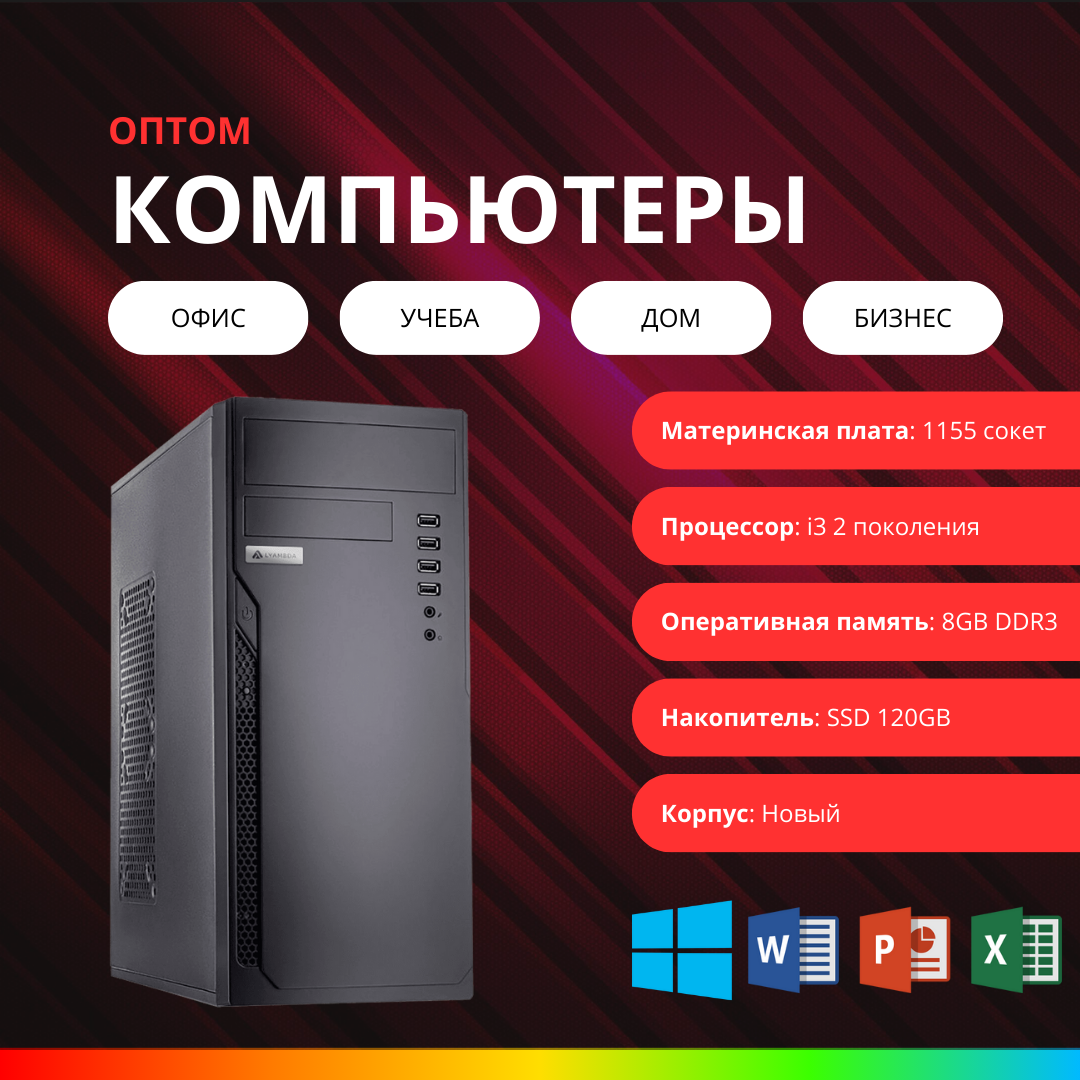 ОПТОМ
КОМПЬЮТЕРЫ
ОФИС
УЧЕБА
ДОМ
БИЗНЕС
Материнская плата: 1155 сокет
Процессор: i3 2 поколения
Оперативная память: 8GB DDR3
Накопитель: SSD 120GB
Корпус: Новый
W
P
X